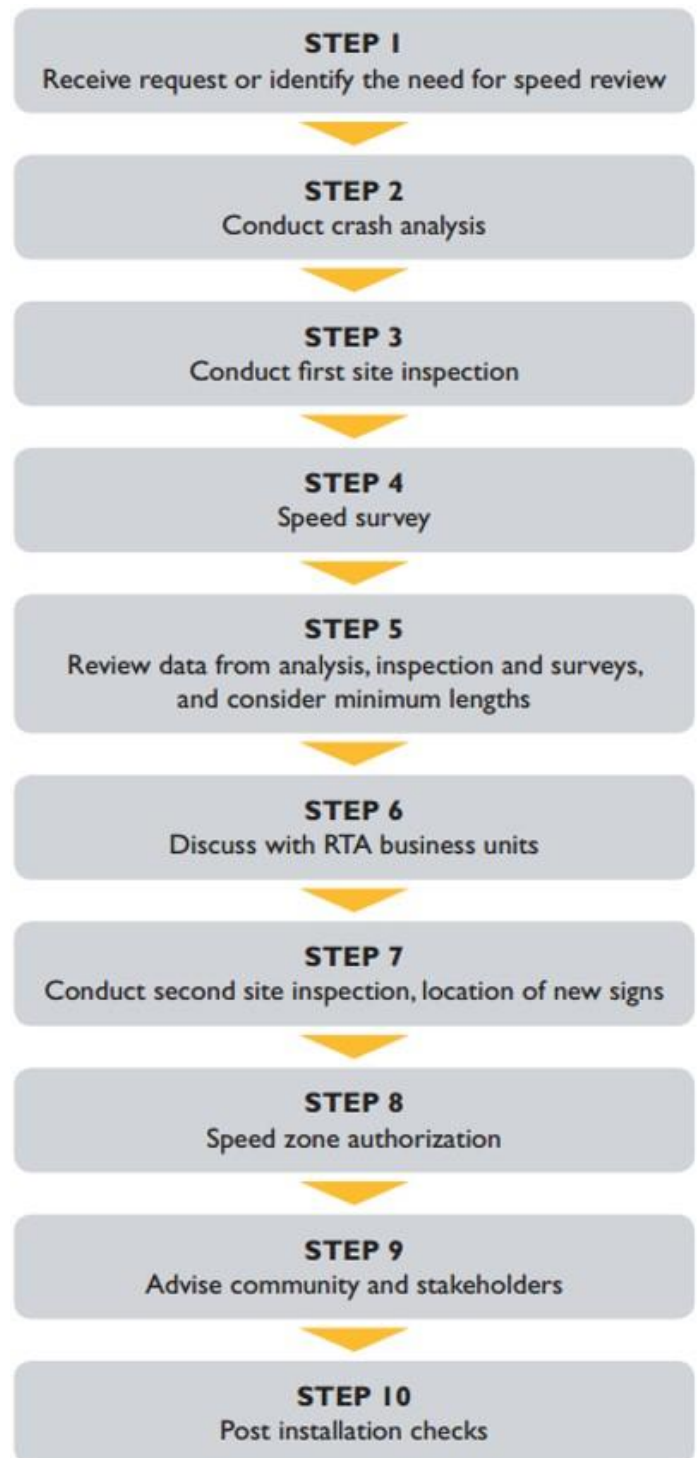 STEP 1
Receive request or identify the need for speed review
STEP 2
Conduct crash analysis
STEP 3
Conduct first site inspection
STEP 4
Speed survey
STEP 5
Review data from analysis, inspection and surveys,
and consider minimum lengths
STEP 6
Discuss with RTA business units
STEP 7
Conduct second site inspection, location of new signs
STEP 8
Speed zone authorization
STEP 9
Advise community and stakeholders
STEP 10
Post installation checks